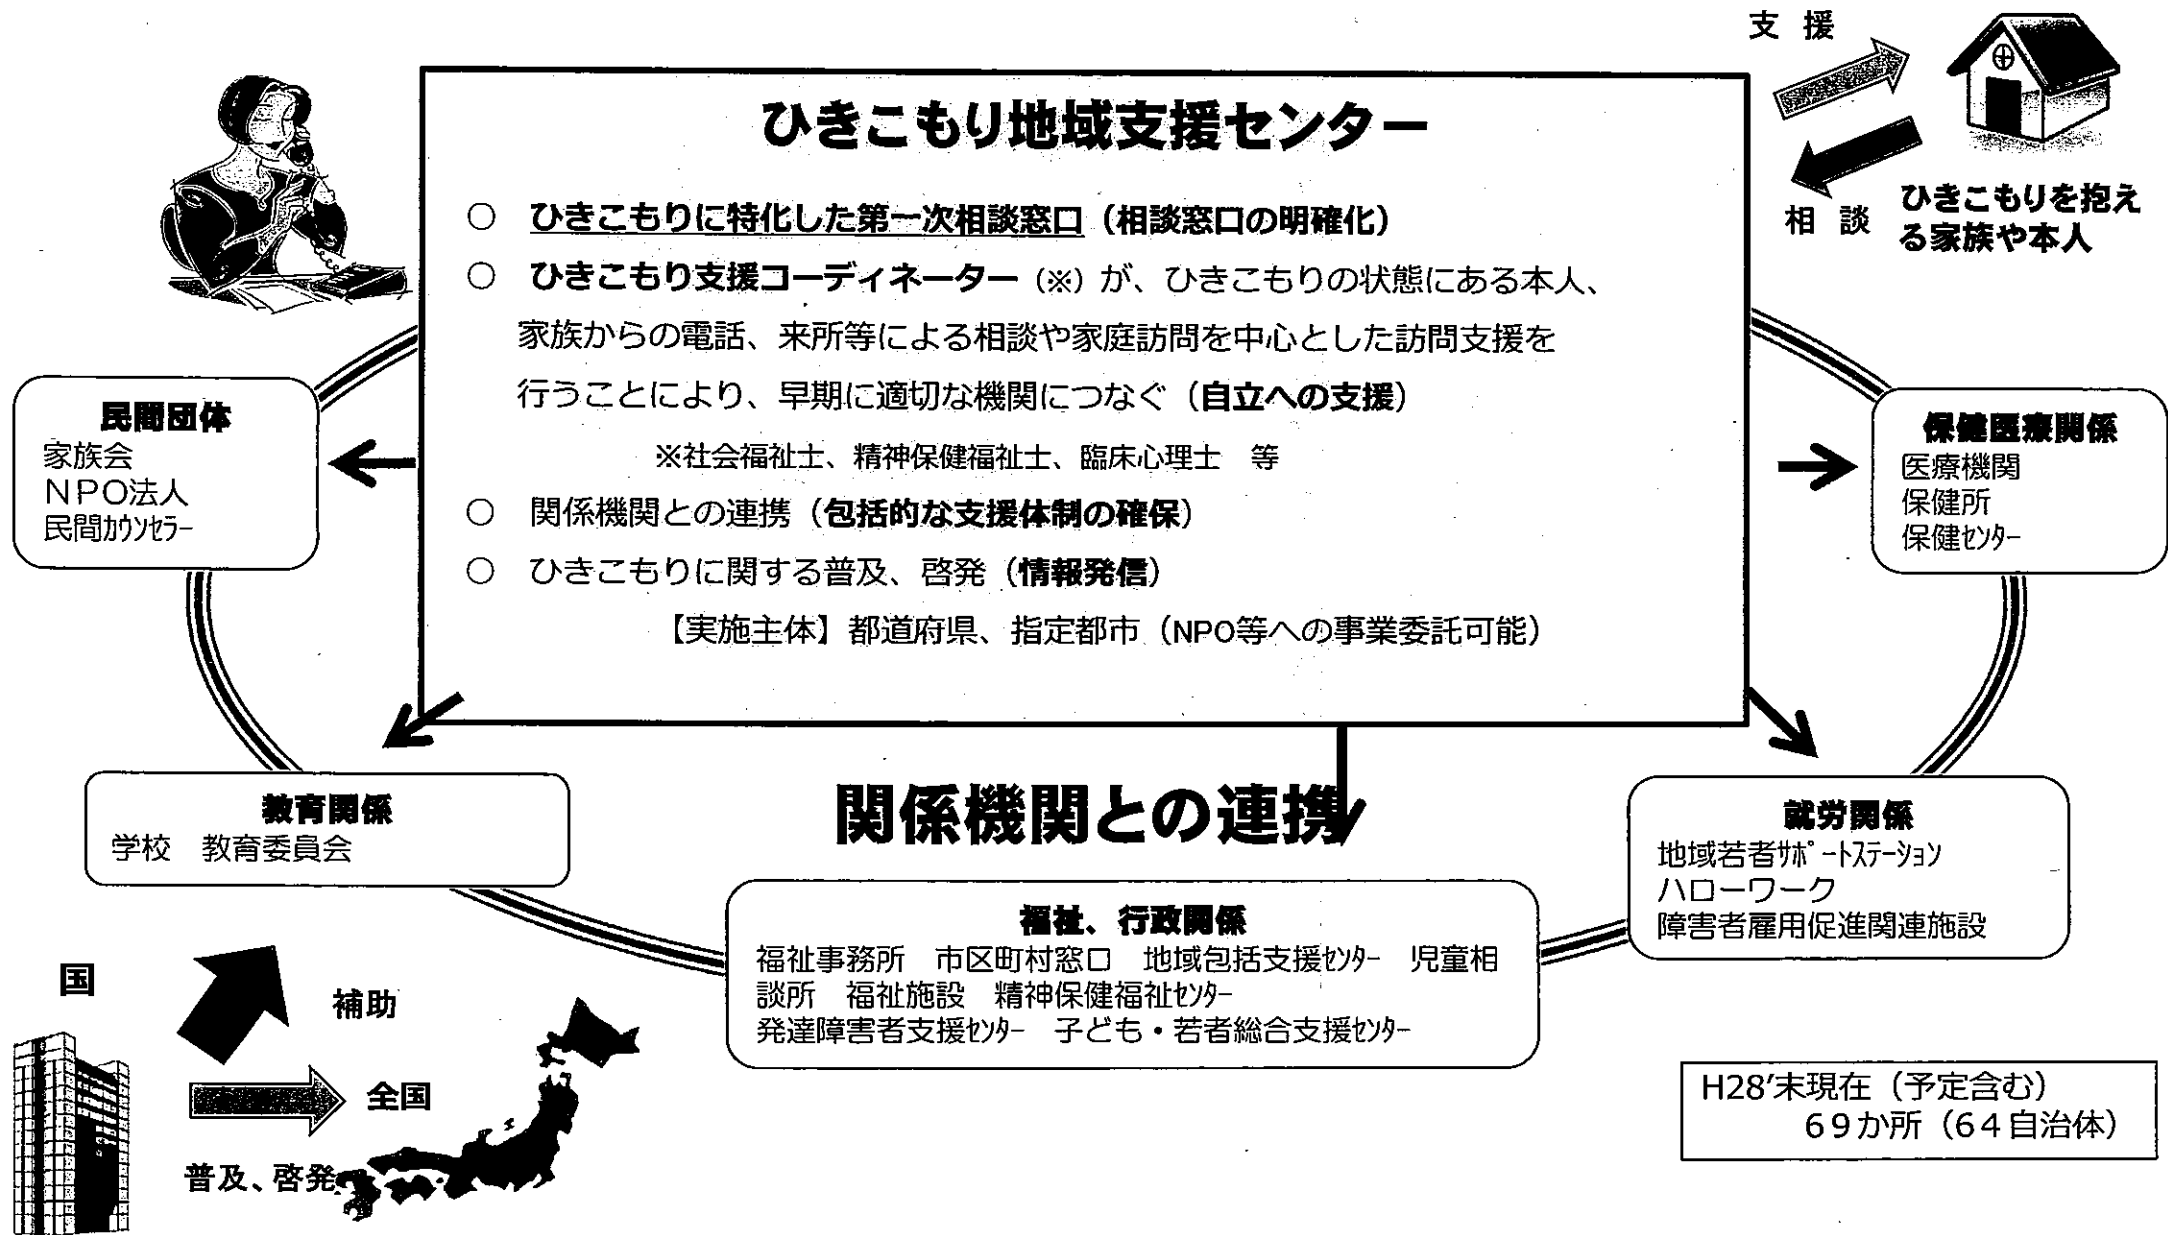 支 援
ひきこもり地域支援センター
○ ひきこもりに特化した第一次相談窓口（相談窓口の明確化）
○ ひきこもり支援コーディネーター（※）が、ひきこもりの状態にある本人、
家族からの電話、来所等による相談や家庭訪問を中心とした訪問支援を
行うことにより、早期に適切な機関につなぐ（自立への支援）
※社会福祉士、精神保健福祉士、臨床心理士　等
○ 関係機関との連携（包括的な支援体制の確保）
○ ひきこもりに関する普及、啓発（情報発信）
【実施主体】都道府県、指定都市（NPO等への事業委託可能）
相 談
ひきこもりを抱え
る家族や本人
民間団体
家族会
ＮＰＯ法人
民間ｶｳﾝｾﾗｰ
保健医療関係
医療機関
保健所
保健ｾﾝﾀｰ
教育関係
学校　教育委員会
関係機関との連携
就労関係
地域若者ｻﾎﾟｰﾄｽﾃｰｼｮﾝ
ハローワーク
障害者雇用促進関連施設
福祉、行政関係
福祉事務所　市区町村窓口　地域包括支援ｾﾝﾀｰ　児童相
談所　福祉施設　精神保健福祉ｾﾝﾀｰ
発達障害者支援ｾﾝﾀｰ　子ども・若者総合支援ｾﾝﾀｰ
国
補助
全国
普及、啓発
H28′末現在（予定含む）
６９か所（６４自治体）